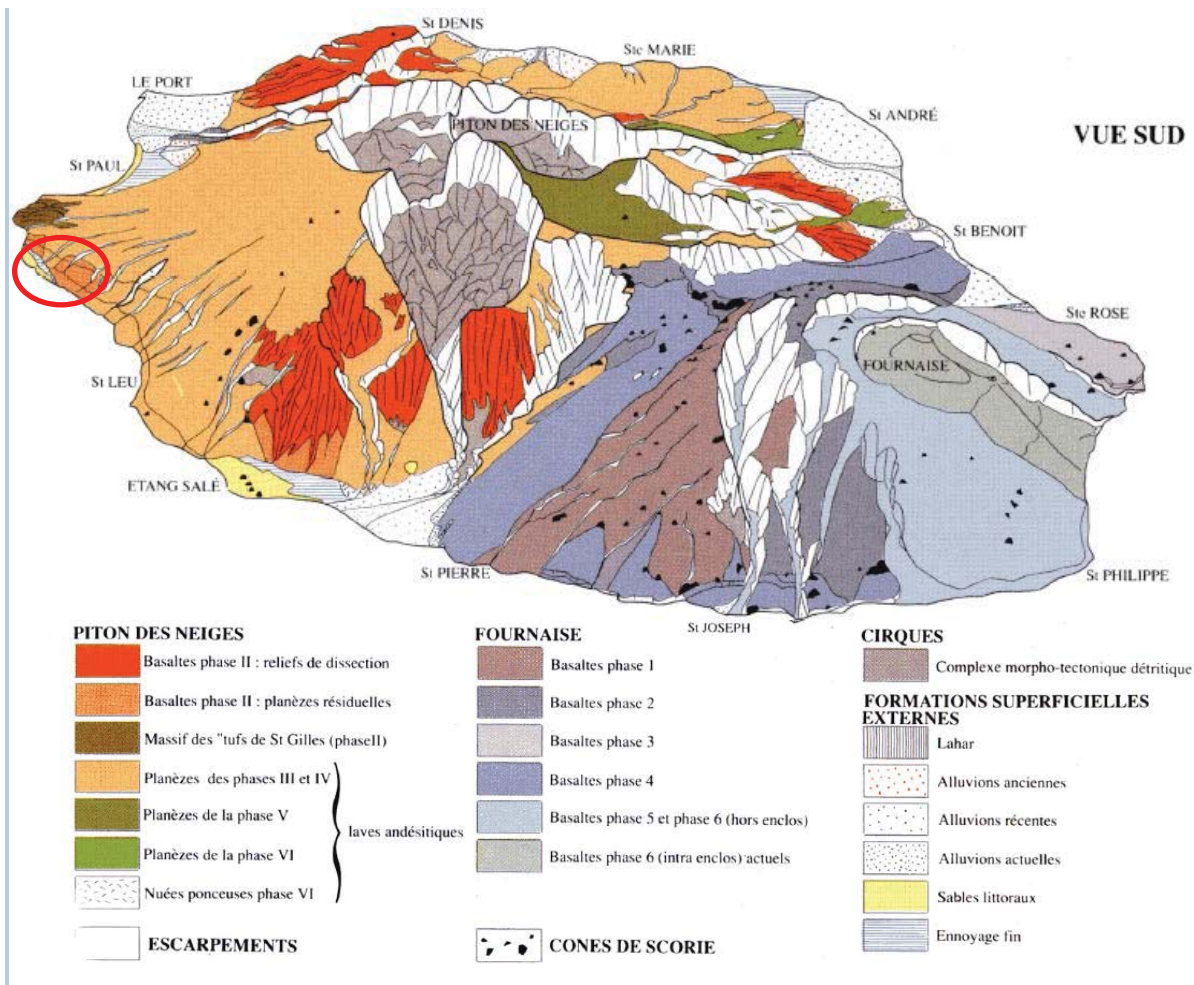 St DENIS
Ste MARIE
LE PORT
St ANDRÉ
PITON DES NEIGES
VUE SUD
St PAUL
St BENOIT
Ste ROSE
FOURNAISE
St LEU
ETANG SALÉ
St PIERRE
St PHILIPPE
St JOSEPH
PITON DES NEIGES
Basaltes phase II : reliefs de dissection
Basaltes phase II : planèzes résiduelles
Massif des "tufs de St Gilles (phaseII)
Planèzes des phases III et IV
Planèzes de la phase V
laves andésitiques
Planèzes de la phase VI
Nuées ponceuses phase VI
ESCARPEMENTS
FOURNAISE
Basaltes phase 1
Basaltes phase 2
Basaltes phase 3
Basaltes phase 4
Basaltes phase 5 et phase 6 (hors enclos)
Basaltes phase 6 (intra enclos) actuels
CONES DE SCORIE
CIRQUES
Complexe morpho-tectonique détritique
FORMATIONS SUPERFICIELLES
EXTERNES
Lahar
Alluvions anciennes
Alluvions récentes
Alluvions actuelles
Sables littoraux
Ennoyage fin